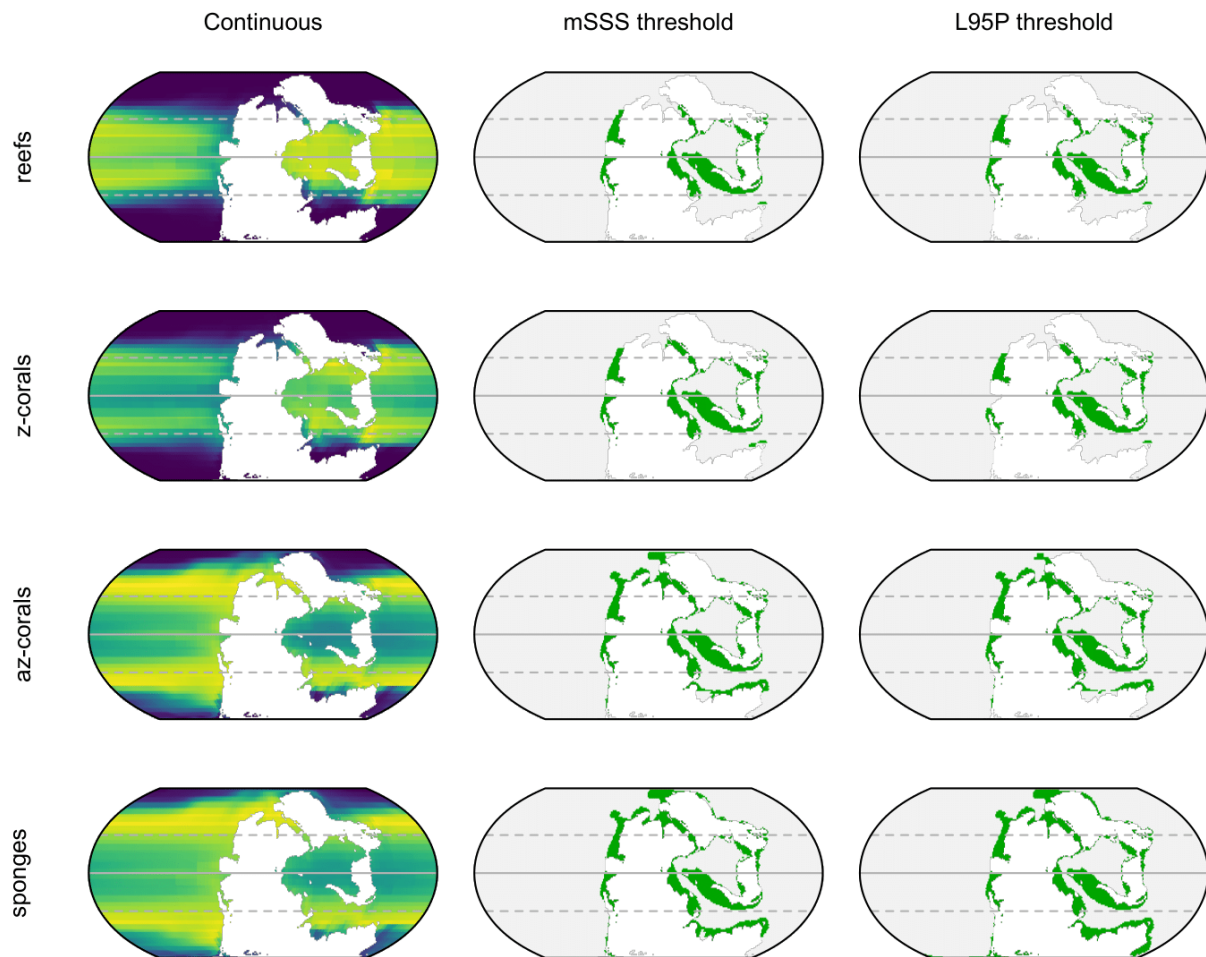 Continuous mSSS threshold L95P threshold
reefs
z-corals
az-corals
sponges